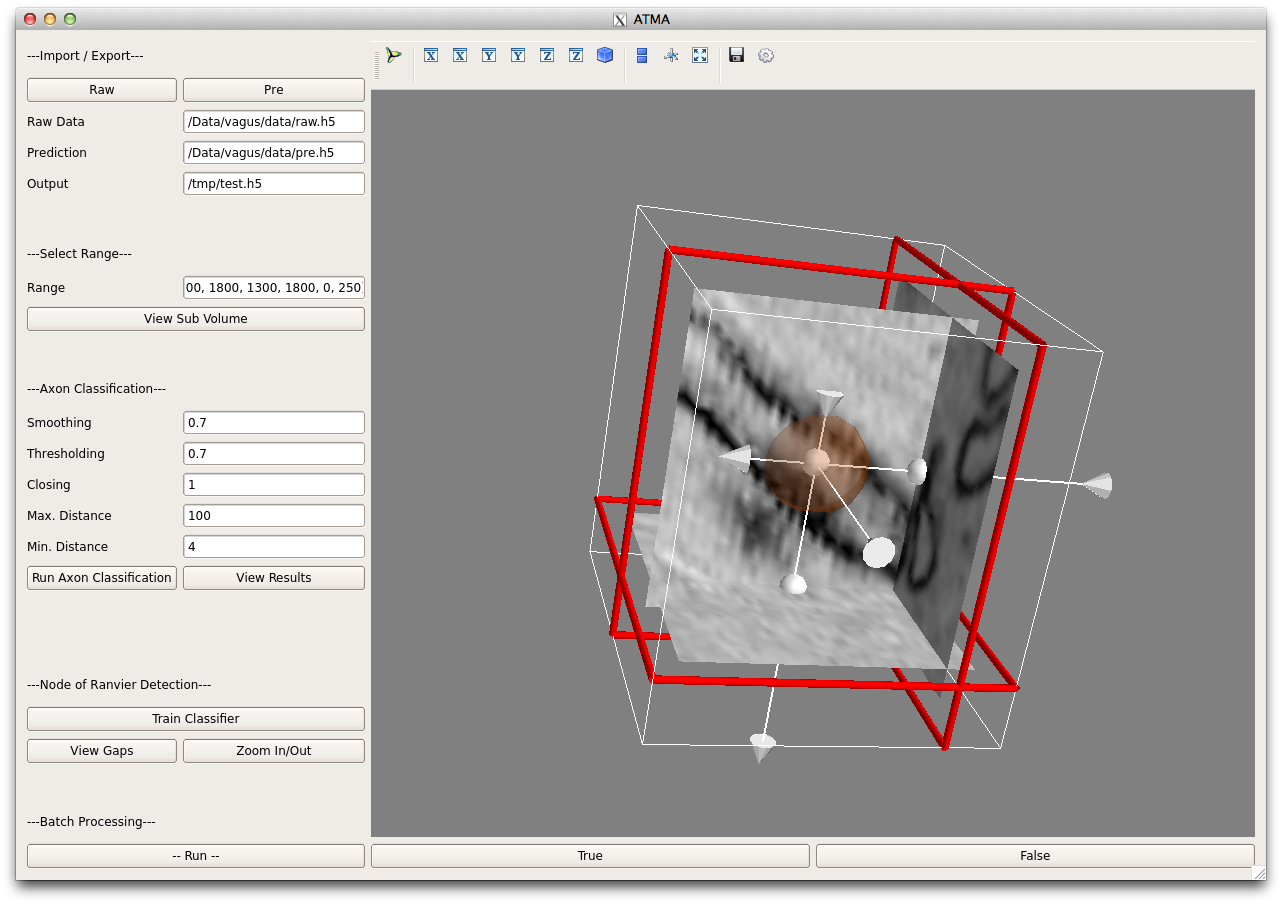 ATMA
---Import / Export---
Raw Pre
Raw Data /Data/vagus/data/raw.h5
Prediction /Data/vagus/data/pre.h5
Output /tmp/test.h5
---Select Range---
Range 00, 1800, 1300, 1800, 0, 250
View Sub Volume
---Axon Classification---
Smoothing 0.7
Thresholding 0.7
Closing 1
Max. Distance 100
Min. Distance 4
Run Axon Classification View Results
---Node of Ranvier Detection---
Train Classifier
View Gaps Zoom In/Out
---Batch Processing---
-- Run --
X X Y Y Z Z
True False